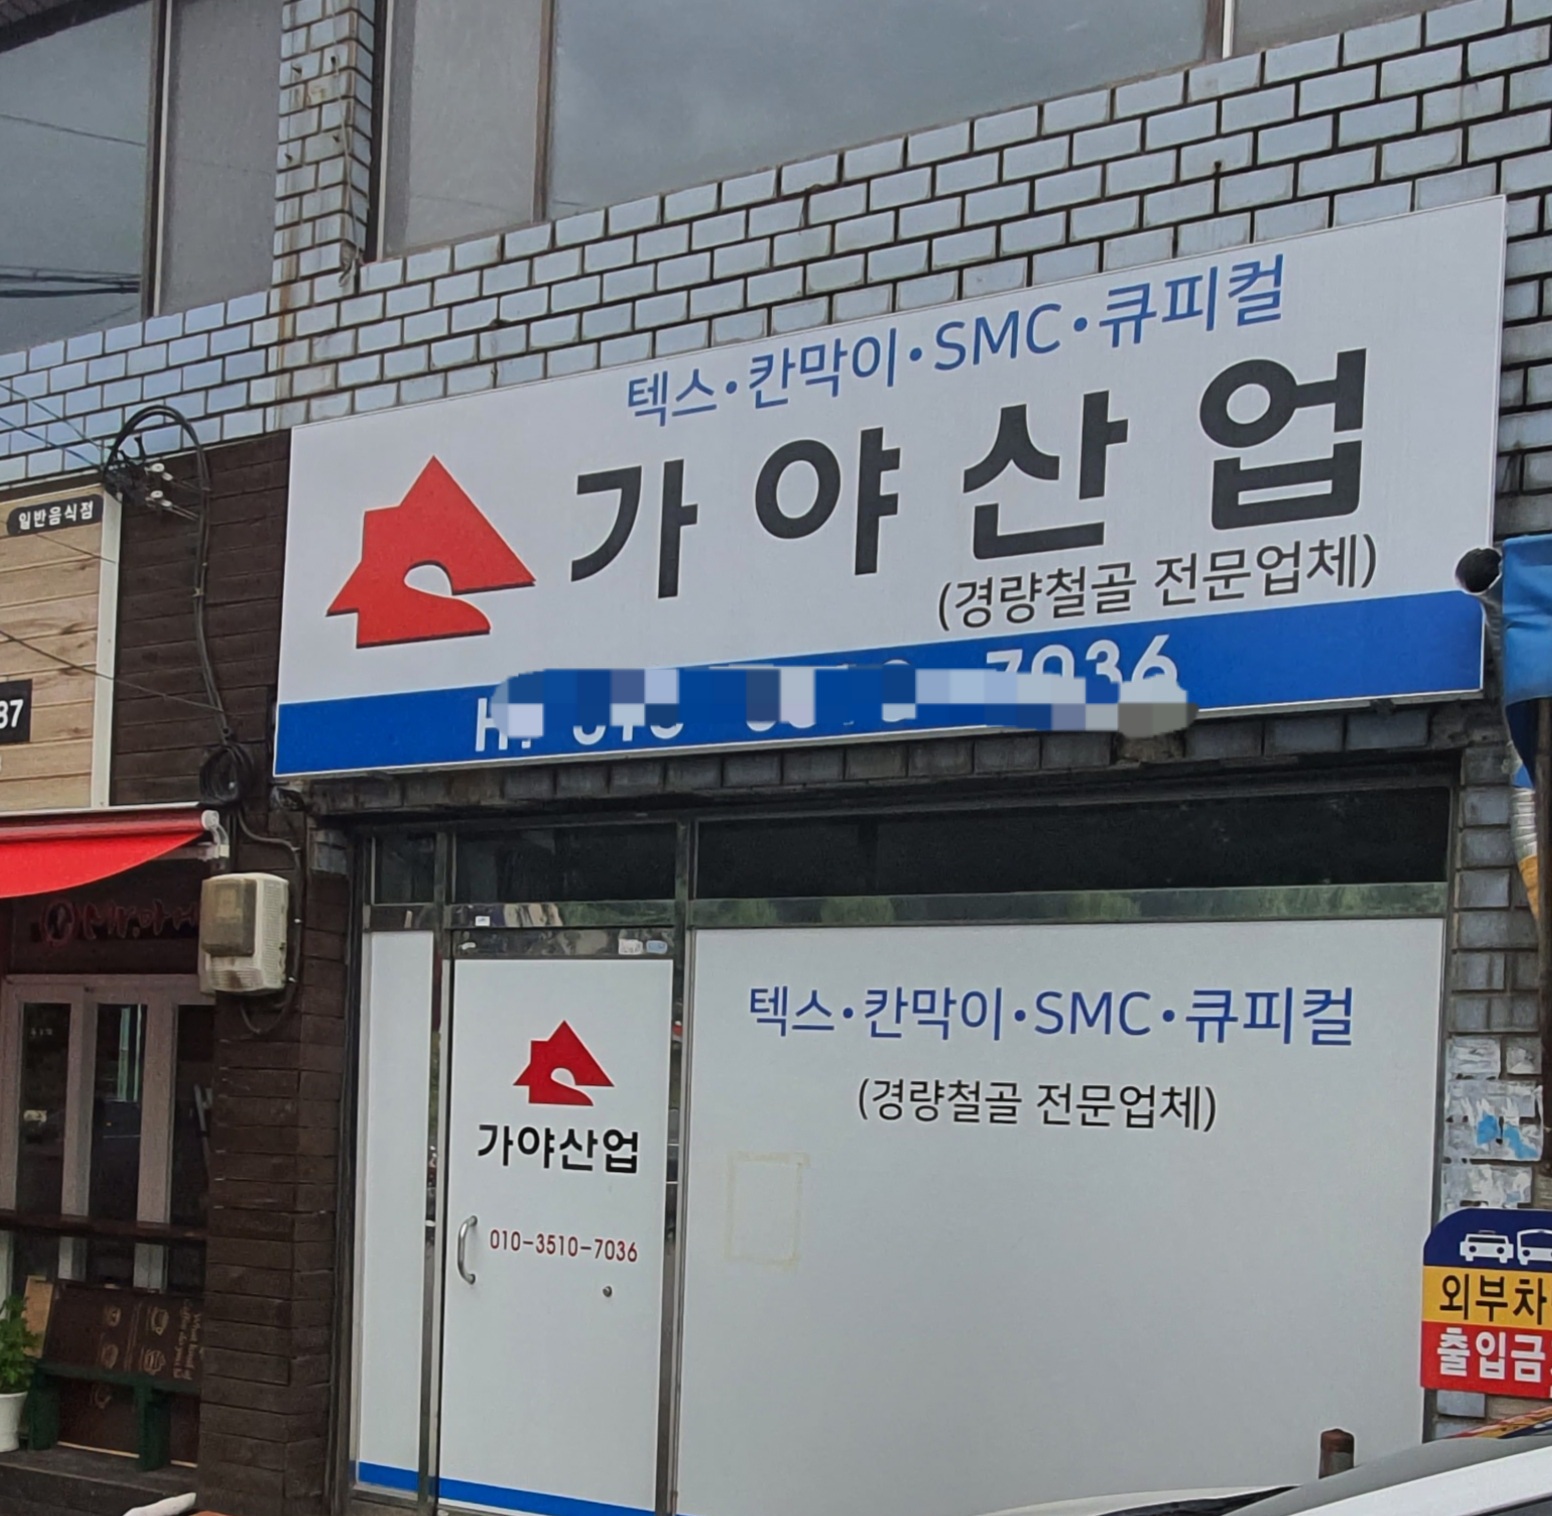 텍스·칸막이·SMC·큐피컬
가야산업
(경량철골 전문업체)
7036
일반음식점
37
텍스·칸막이·SMC·큐피컬
(경량철골 전문업체)
가야산업
010-3510-7036
외부차
출입금